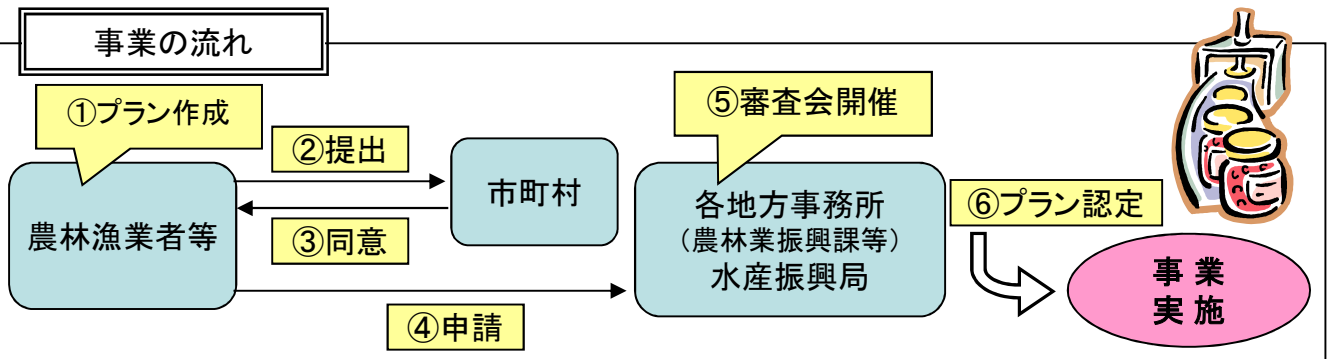 事業の流れ
①プラン作成
②提出
③同意
④申請
⑤審査会開催
⑥プラン認定
農林漁業者等
市町村
各地方事務所
（農林業振興課等）
水産振興局
事 業
実 施